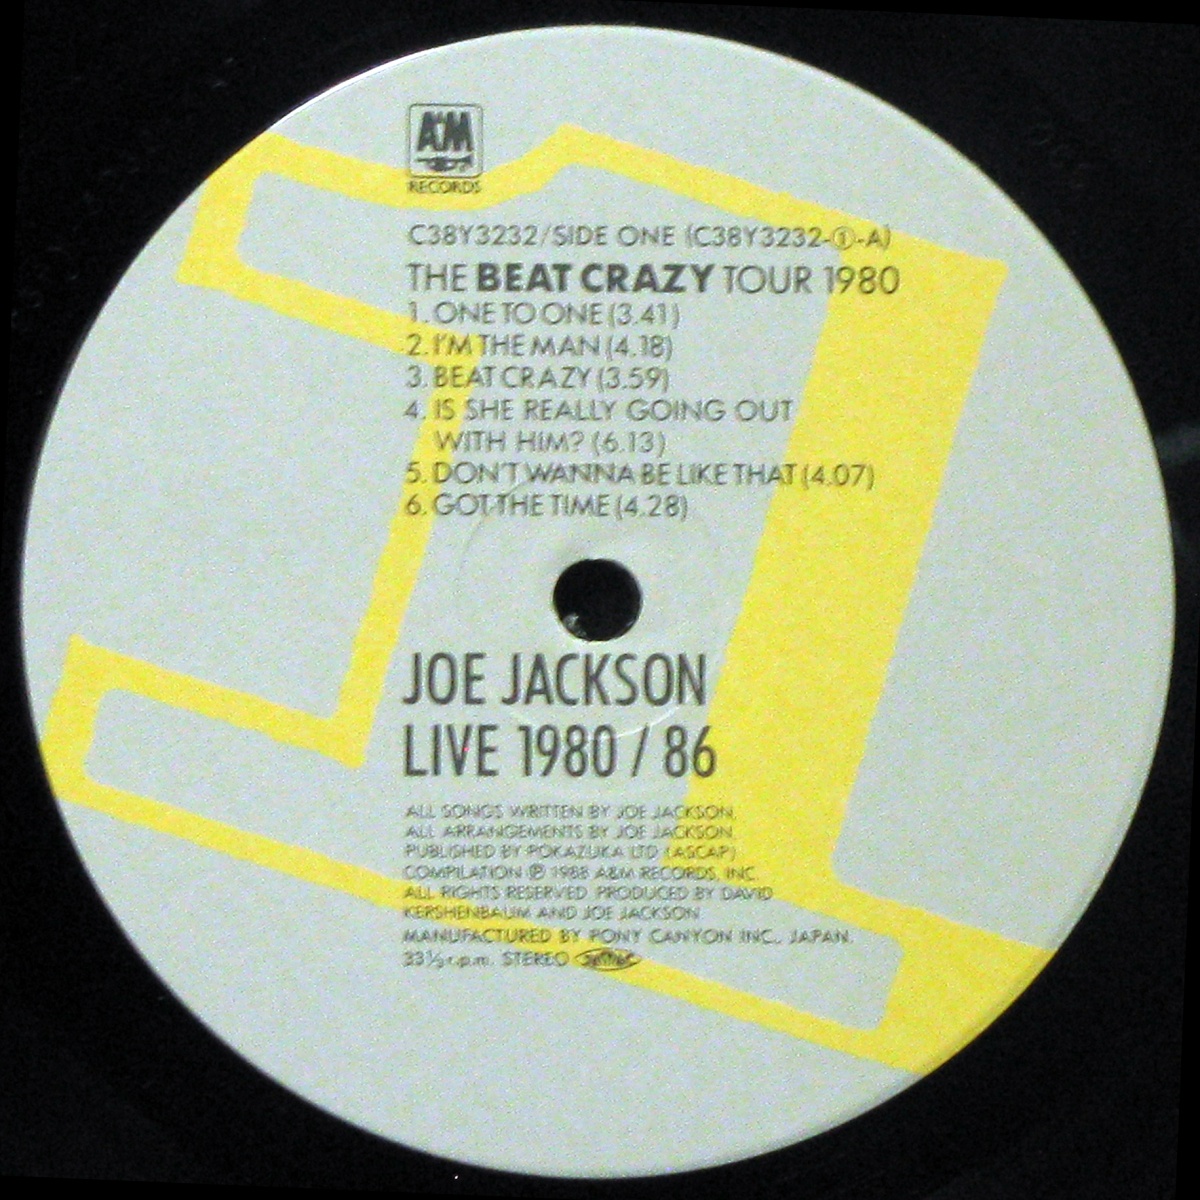 A&M
RECORDS
C38Y3232/SIDE ONE (C38Y3232-①-A)
THE BEAT CRAZY TOUR 1980
1. ONE TO ONE (3.41)
2. I'M THE MAN (4.18)
3. BEAT CRAZY (3.59)
4. IS SHE REALLY GOING OUT
WITH HIM? (6.13)
5. DON'T WANNA BE LIKE THAT (4.07)
6. GOT THE TIME (4.28)
JOE JACKSON
LIVE 1980 / 86
ALL SONGS WRITTEN BY JOE JACKSON.
ALL ARRANGEMENTS BY JOE JACKSON.
PUBLISHED BY POKAZUKA LTD (ASCAP)
COMPILATION ℗ 1988 A&M RECORDS, INC.
ALL RIGHTS RESERVED PRODUCED BY DAVID
KERSHENBAUM AND JOE JACKSON
MANUFACTURED BY PONY CANYON INC., JAPAN.
33⅓r.p.m. STEREO